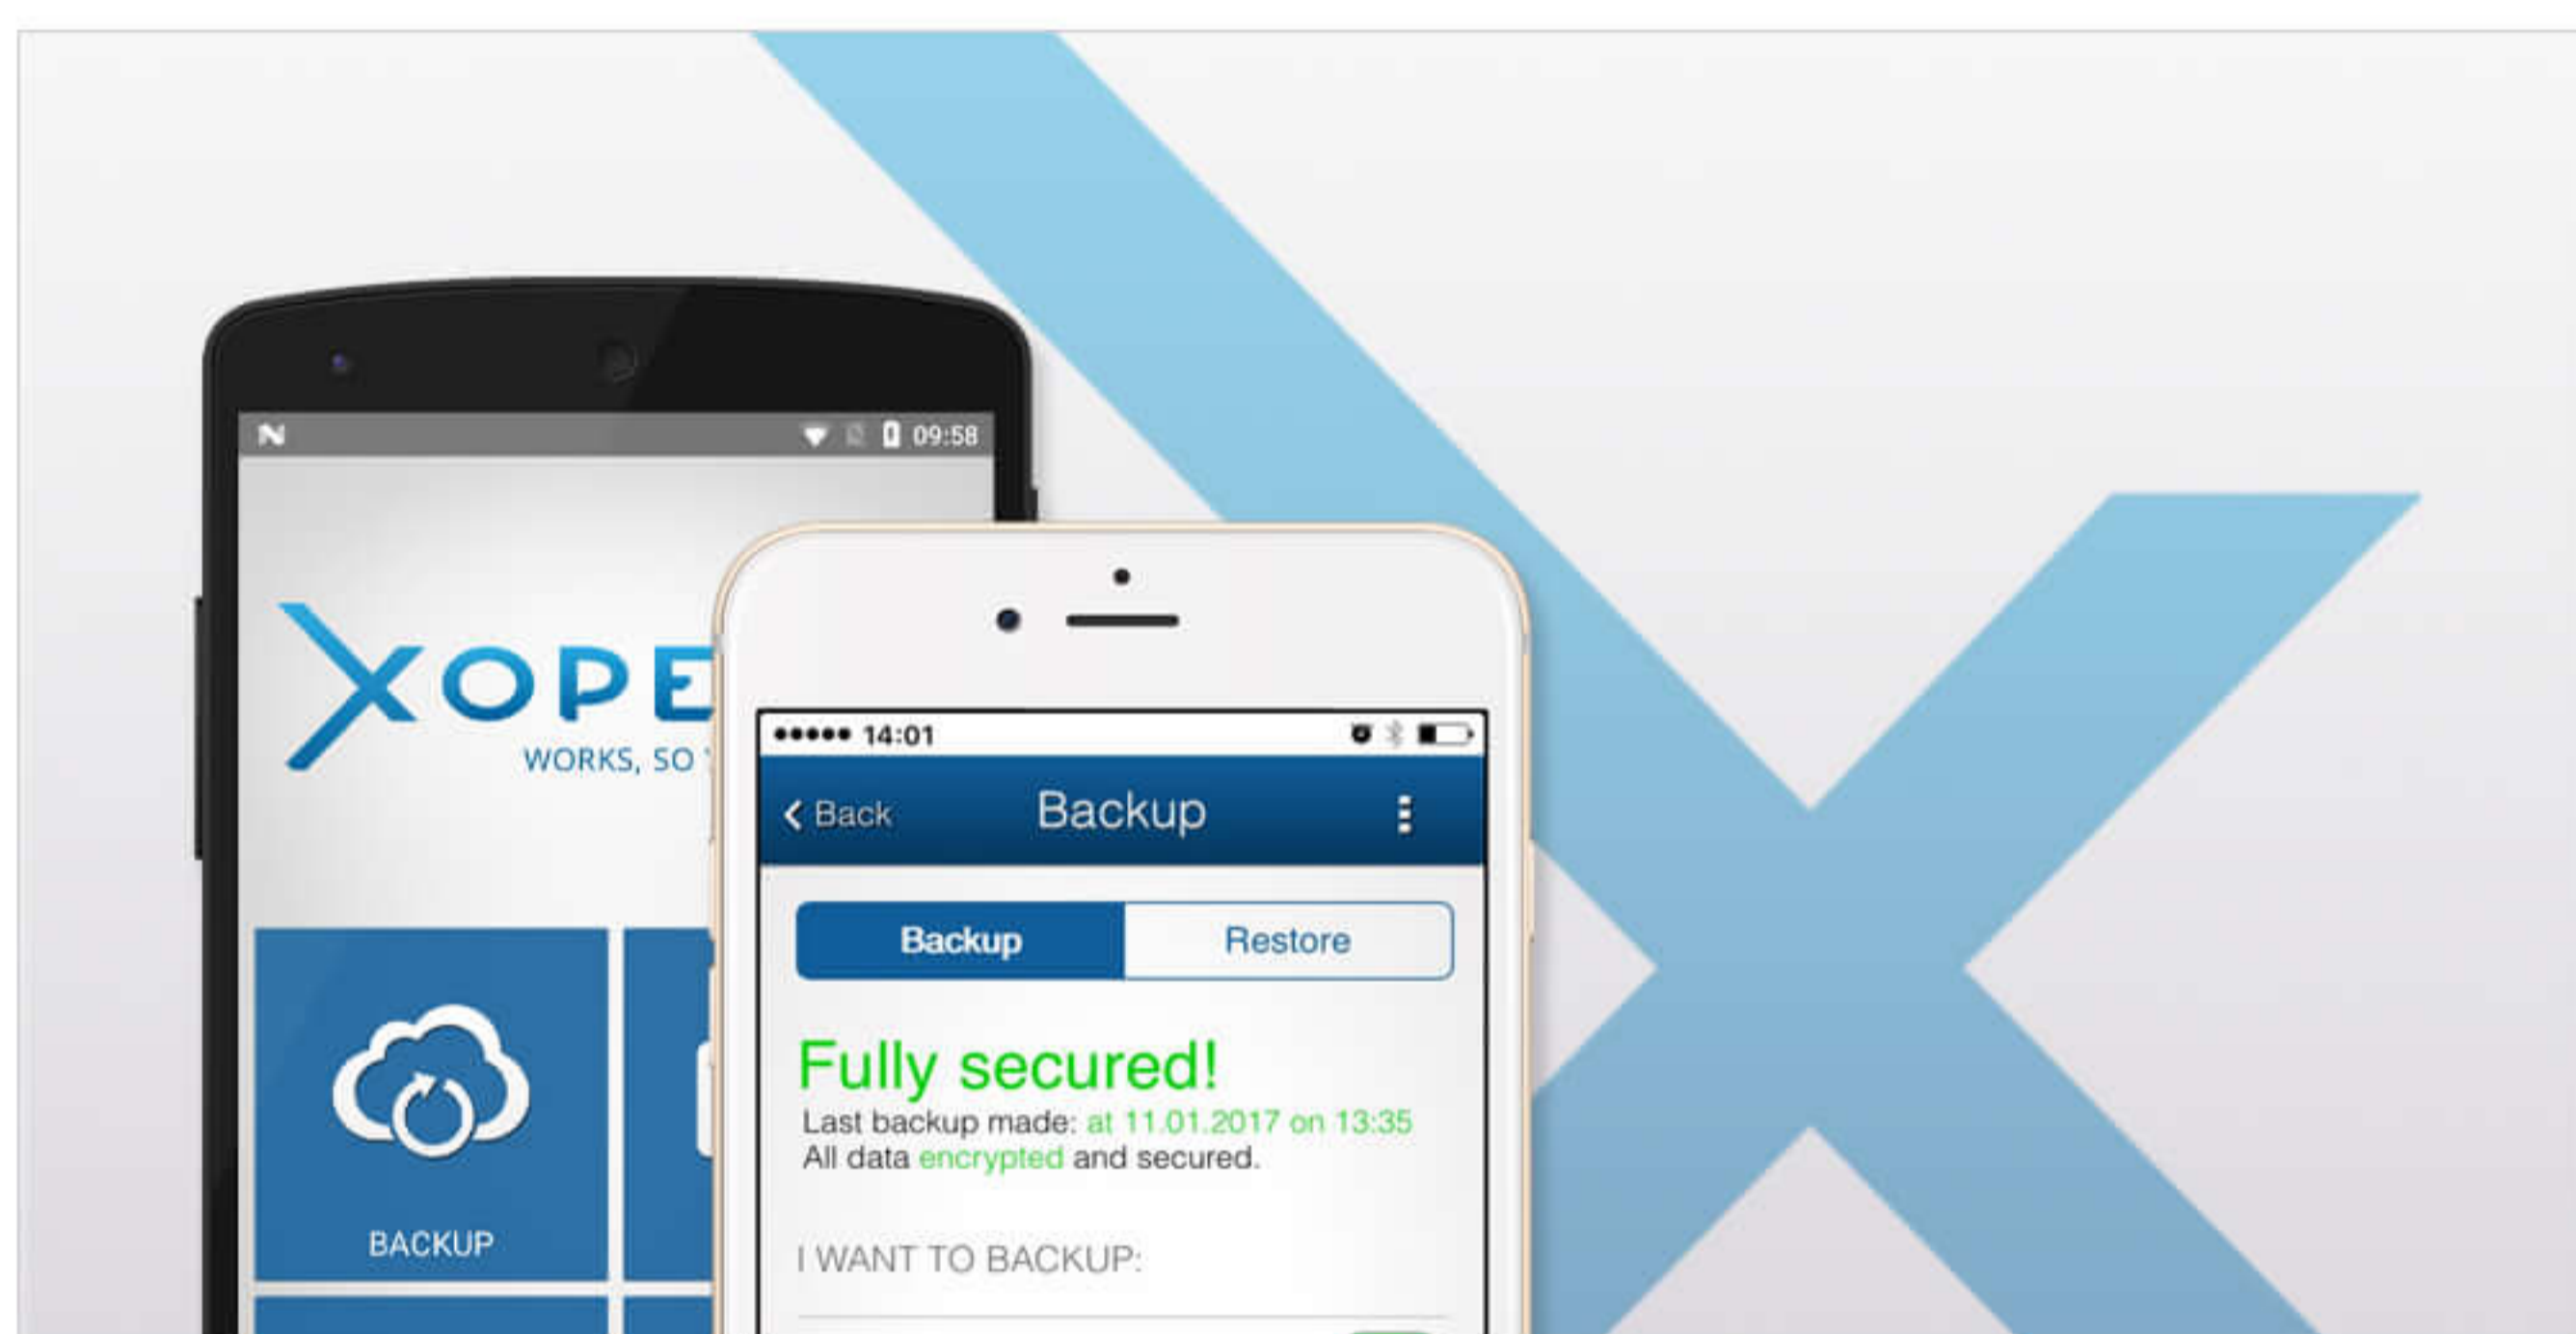 09:58
XOPE
WORKS, SO
BACKUP
14:01
Back
Backup
Backup
Restore
Fully secured!
Last backup made: at 11.01.2017 on 13:35
All data encrypted and secured.
I WANT TO BACKUP: